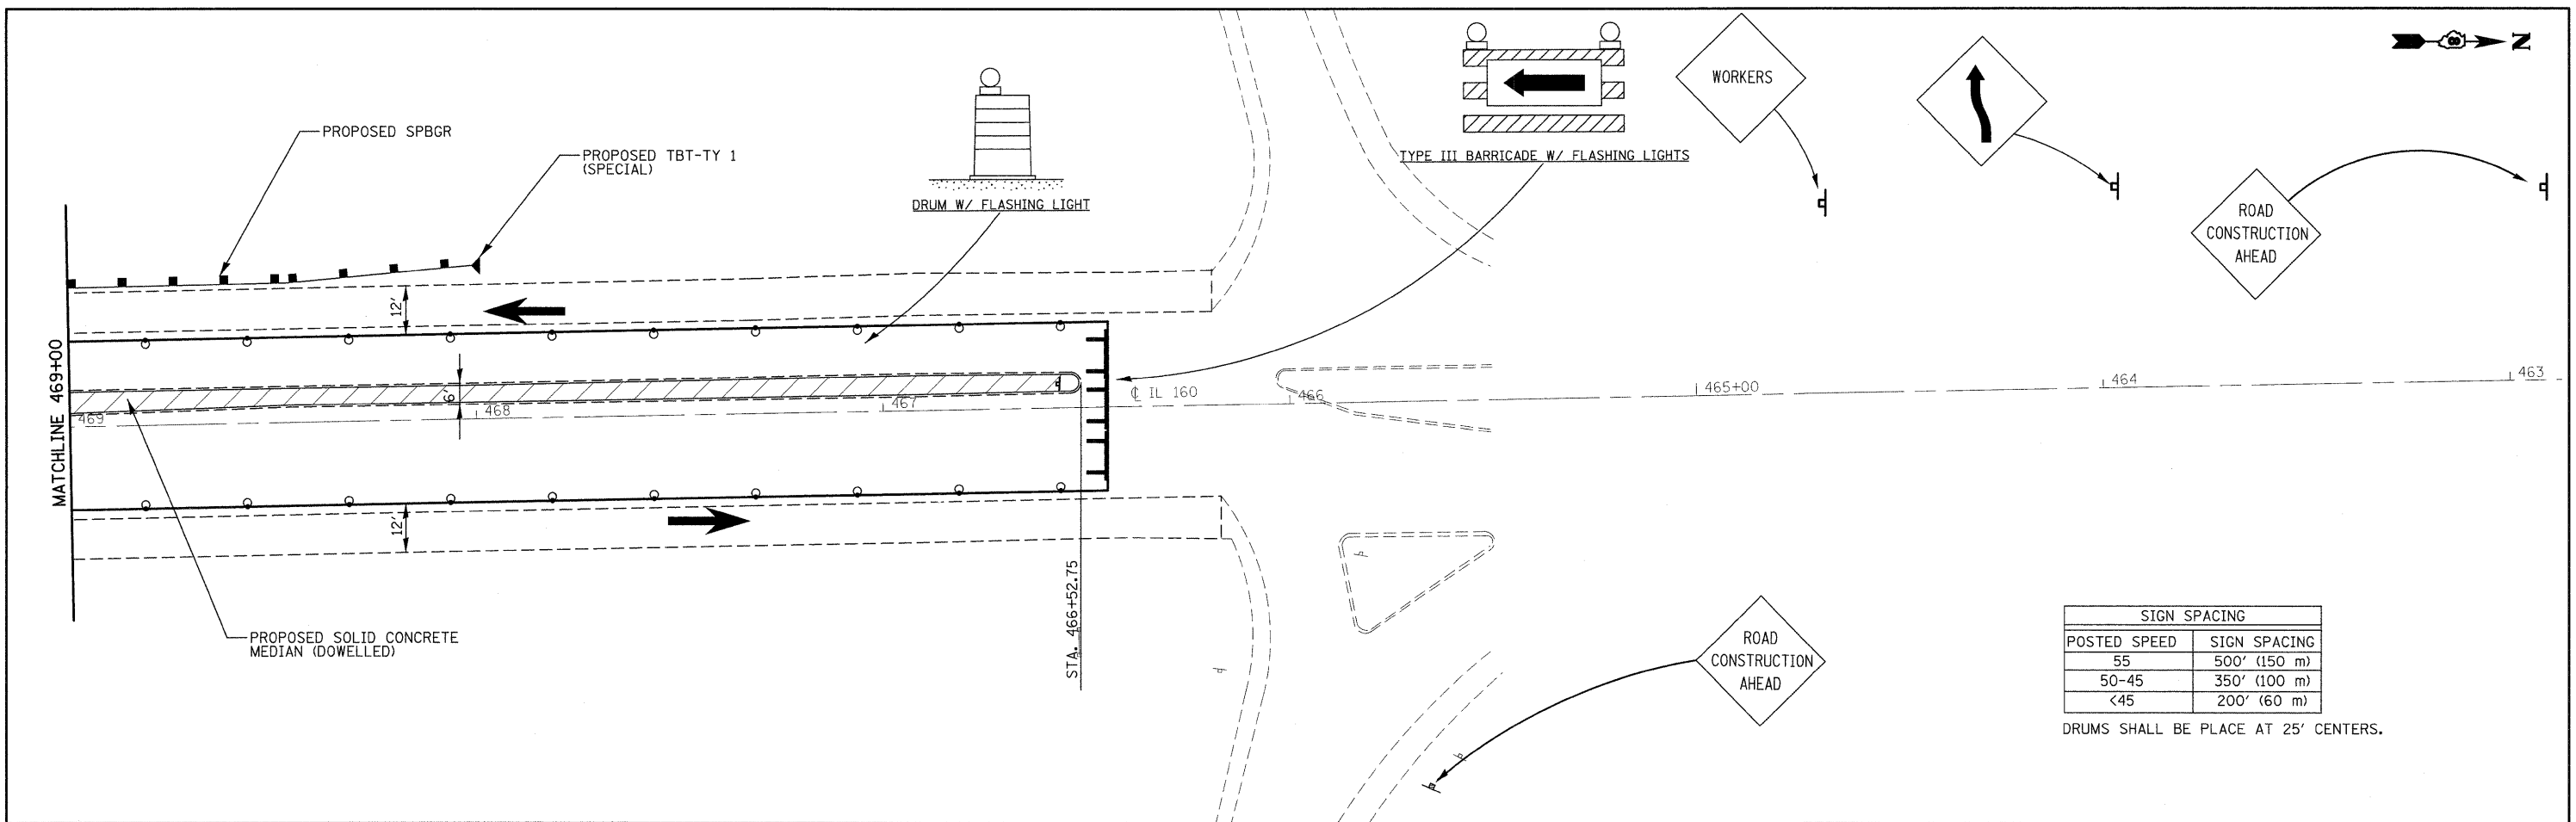 N
WORKERS
PROPOSED SPBGR
PROPOSED TBT-TY 1
(SPECIAL)
TYPE III BARRICADE W/ FLASHING LIGHTS
DRUM W/ FLASHING LIGHT
ROAD
CONSTRUCTION
AHEAD
12'
MATCHLINE 469+00
6'
469
468
467
℄ IL 160
466
465+00
464
463
12'
STA. 466+52.75
PROPOSED SOLID CONCRETE
MEDIAN (DOWELLED)
ROAD
CONSTRUCTION
AHEAD
SIGN SPACING
POSTED SPEED SIGN SPACING
55 500' (150 m)
50-45 350' (100 m)
<45 200' (60 m)
DRUMS SHALL BE PLACE AT 25' CENTERS.